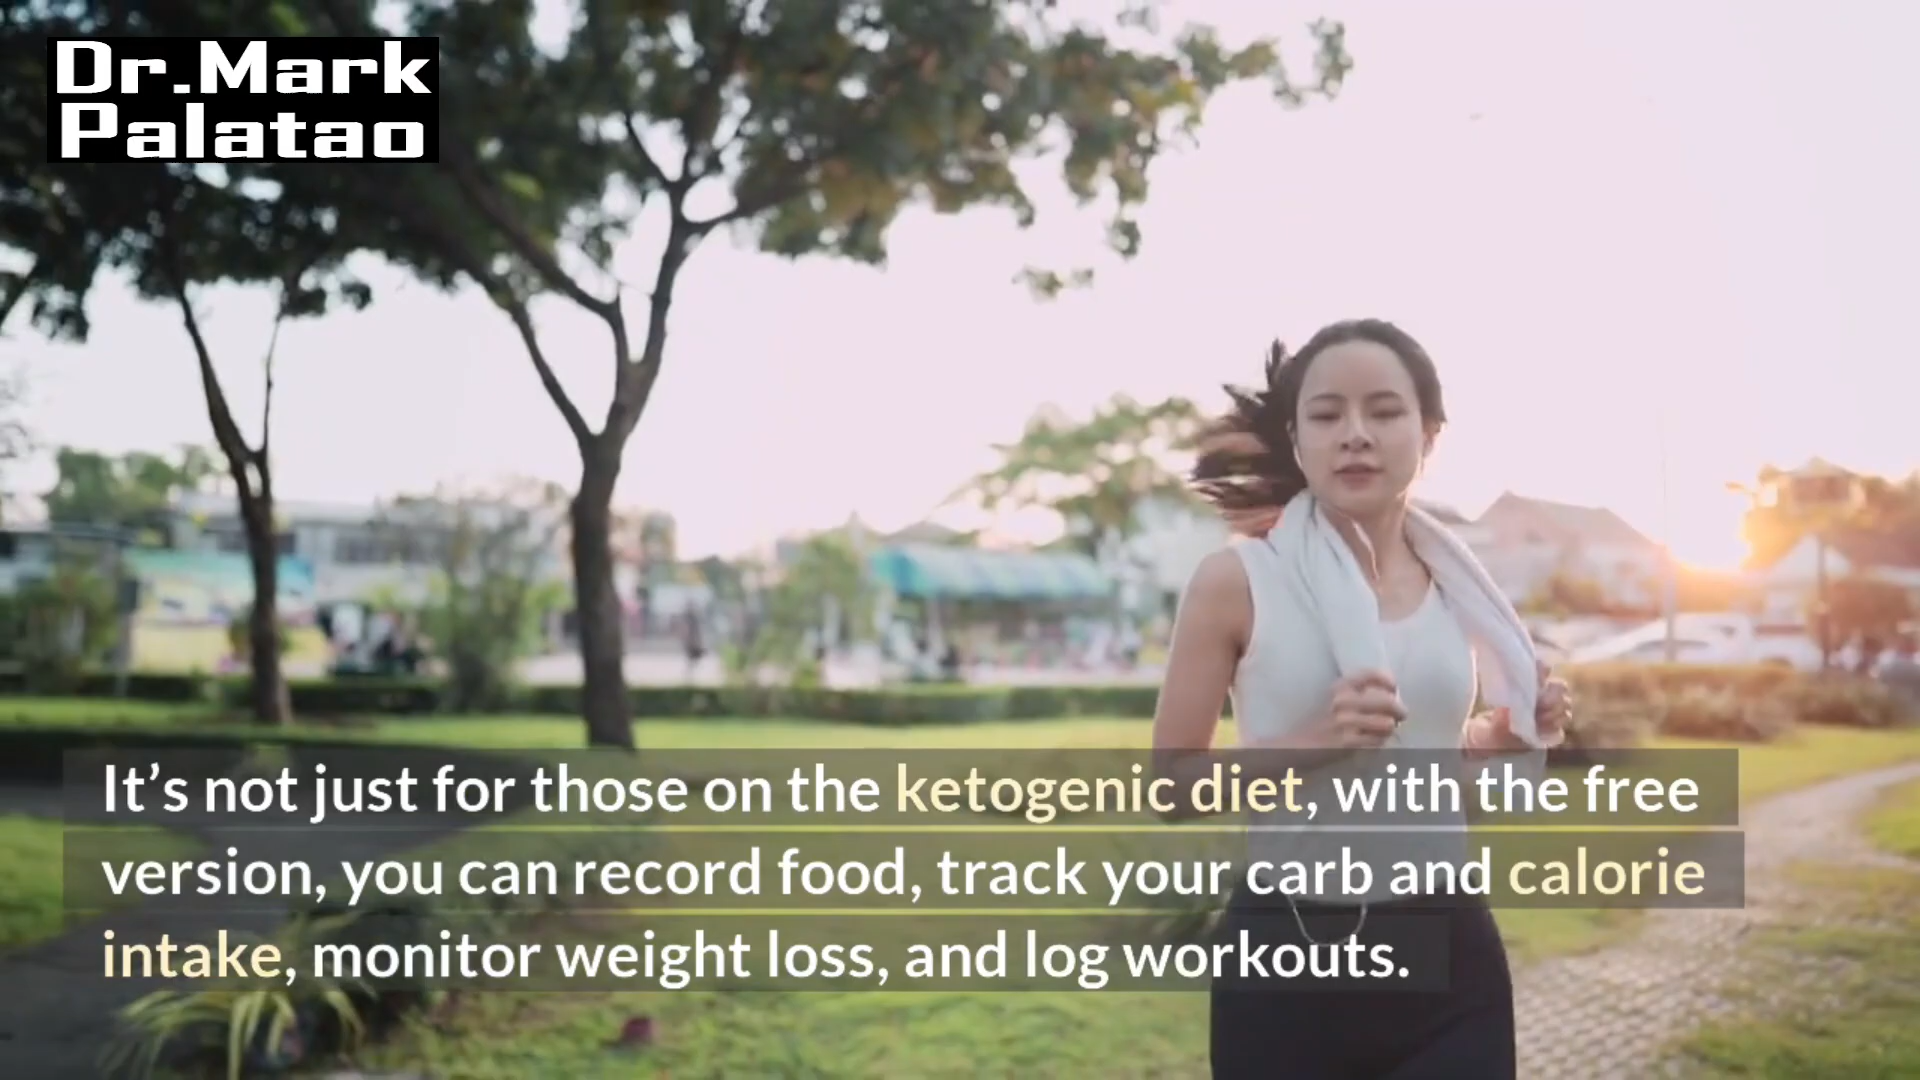 Dr.Mark
Palatao
It’s not just for those on the ketogenic diet, with the free
version, you can record food, track your carb and calorie
intake, monitor weight loss, and log workouts.